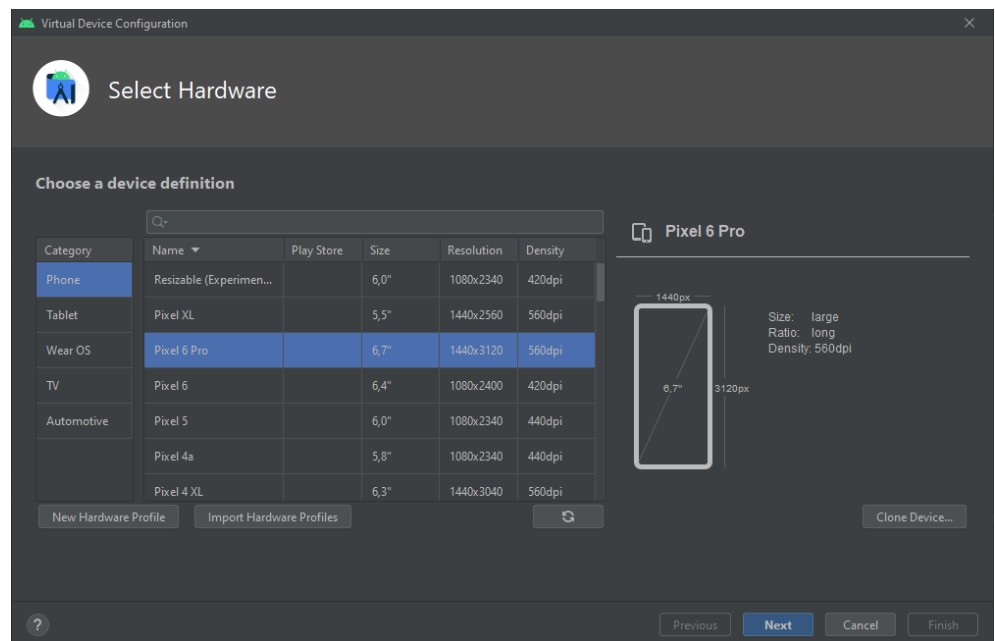 Virtual Device Configuration
Select Hardware
Choose a device definition
Category
Phone
Tablet
Wear OS
TV
Automotive
Name Play Store Size Resolution Density
Resizable (Experimen... 6,0" 1080x2340 420dpi
Pixel XL 5,5" 1440x2560 560dpi
Pixel 6 Pro 6,7" 1440x3120 560dpi
Pixel 6 6,4" 1080x2400 420dpi
Pixel 5 6,0" 1080x2340 440dpi
Pixel 4a 5,8" 1080x2340 440dpi
Pixel 4 XL 6,3" 1440x3040 560dpi
New Hardware Profile Import Hardware Profiles
Pixel 6 Pro
1440px
6,7"
3120px
Size: large
Ratio: long
Density: 560dpi
Clone Device...
? Previous Next Cancel Finish